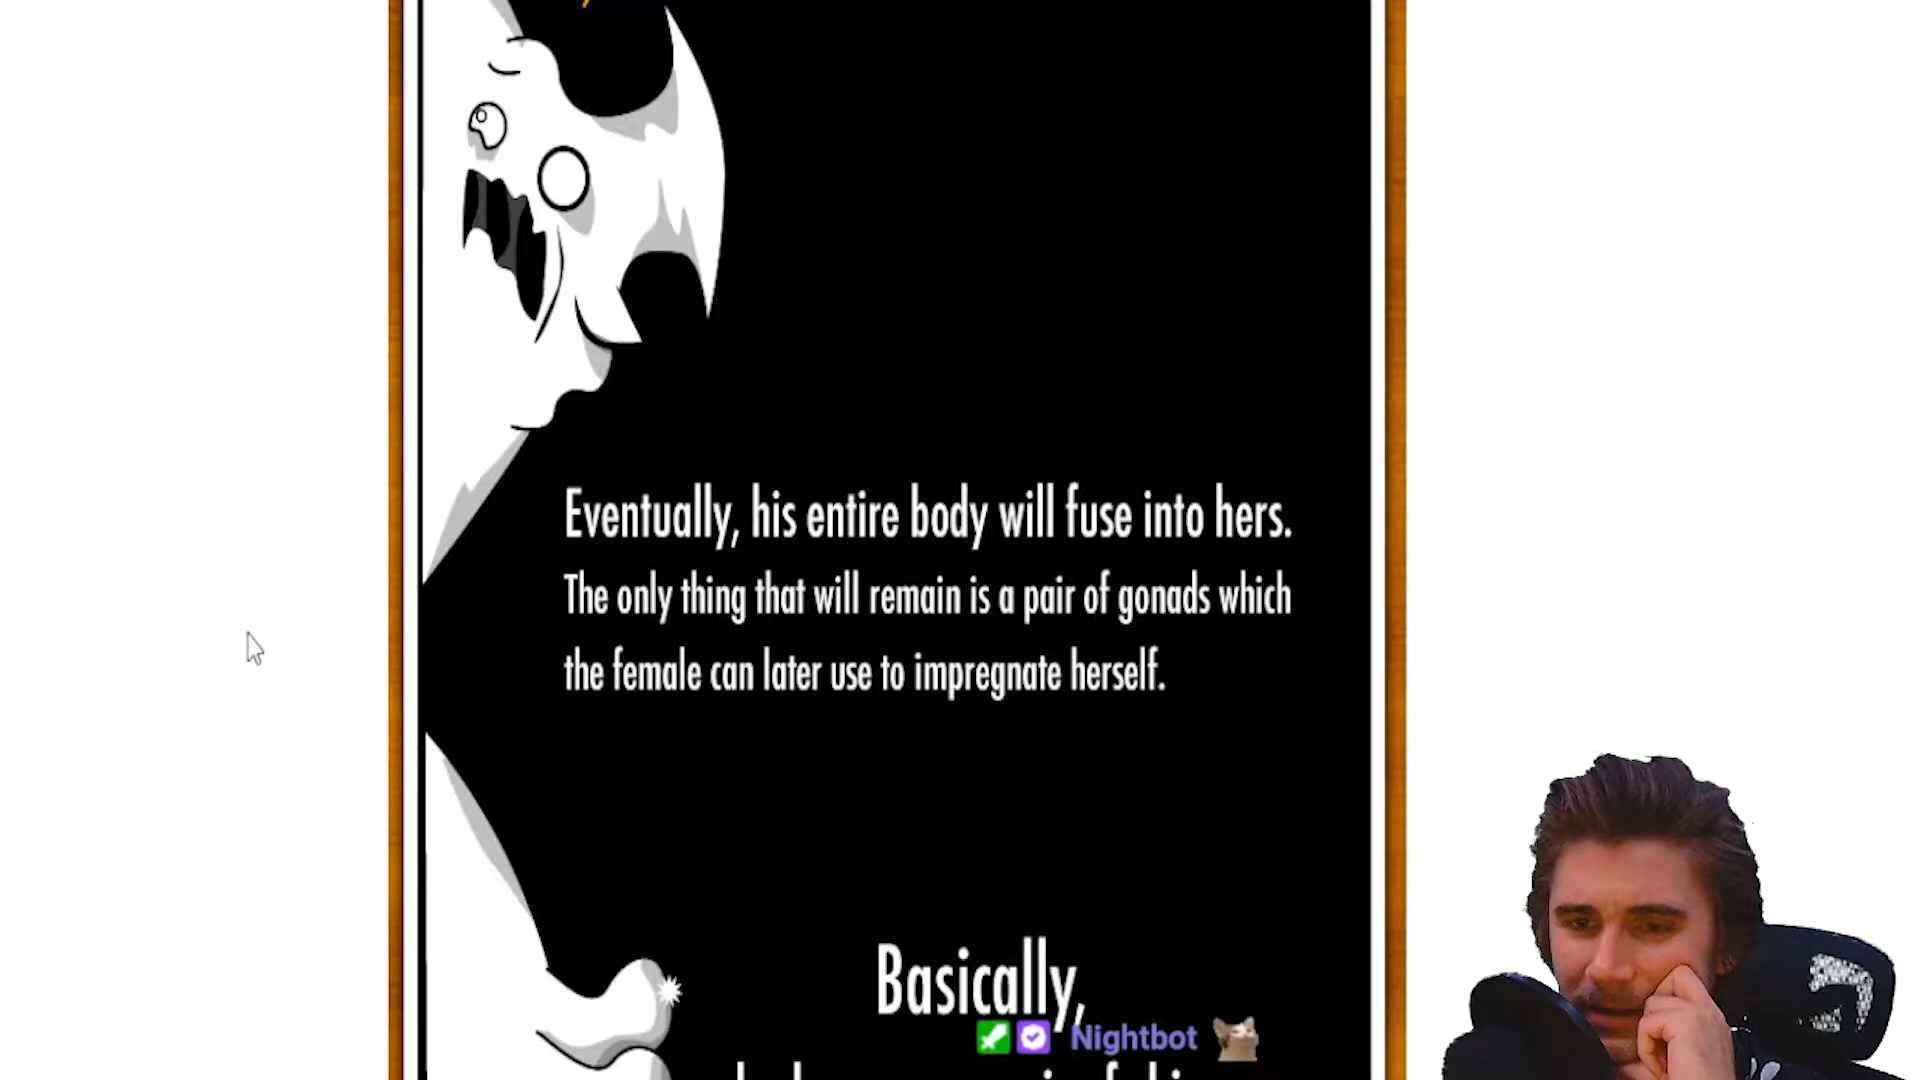 Eventually, his entire body will fuse into hers.
The only thing that will remain is a pair of gonads which
the female can later use to impregnate herself.
Basically,
Nightbot